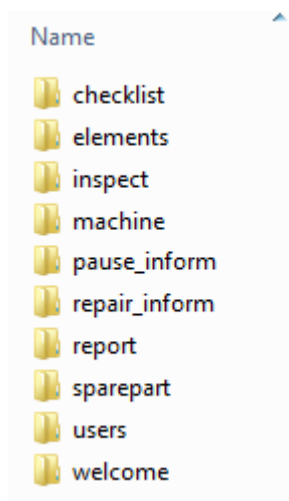 Name
checklist
elements
inspect
machine
pause_inform
repair_inform
report
sparepart
users
welcome